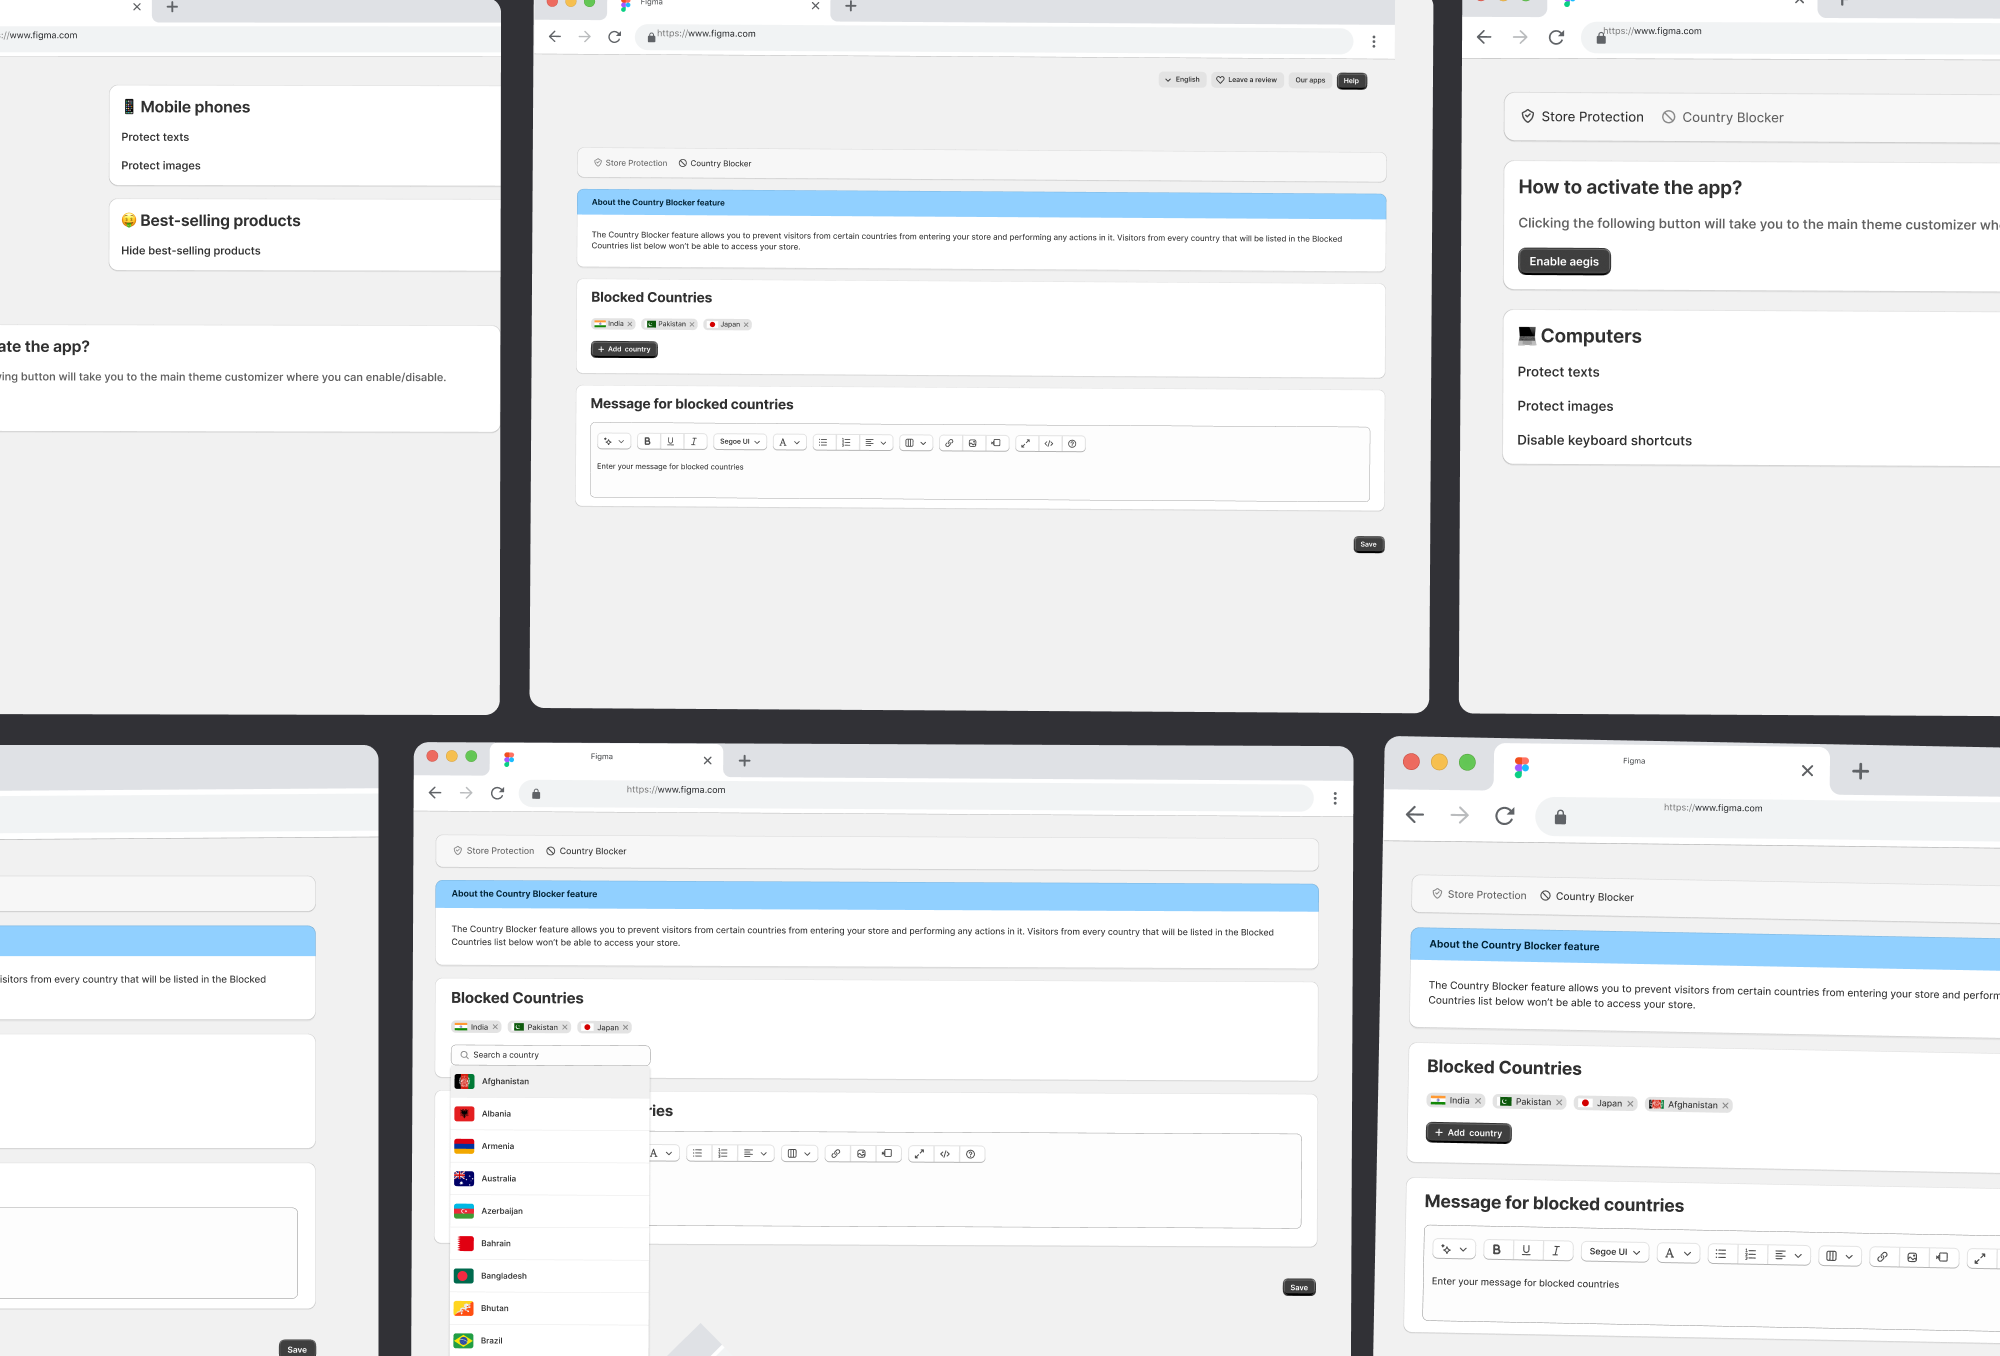 ://www.figma.com
Mobile phones
Protect texts
Protect images
Best-selling products
Hide best-selling products
ate the app?
ing button will take you to the main theme customizer where you can enable/disable.
Figma
https://www.figma.com
English
Leave a review
Our apps
Help
Store Protection
Country Blocker
About the Country Blocker feature
The Country Blocker feature allows you to prevent visitors from certain countries from entering your store and performing any actions in it. Visitors from every country that will be listed in the Blocked
Countries list below won't be able to access your store.
Blocked Countries
India
Pakistan
Japan
+ Add country
Message for blocked countries
B U I Segoe UI A
Enter your message for blocked countries
Save
https://www.figma.com
Store Protection
Country Blocker
How to activate the app?
Clicking the following button will take you to the main theme customizer wh
Enable aegis
Computers
Protect texts
Protect images
Disable keyboard shortcuts
isitors from every country that will be listed in the Blocked
Save
Figma
https://www.figma.com
Store Protection
Country Blocker
About the Country Blocker feature
The Country Blocker feature allows you to prevent visitors from certain countries from entering your store and performing any actions in it. Visitors from every country that will be listed in the Blocked
Countries list below won't be able to access your store.
Blocked Countries
India
Pakistan
Japan
Search a country
Afghanistan
Albania
Armenia
Australia
Azerbaijan
Bahrain
Bangladesh
Bhutan
Brazil
ries
A
Save
Figma
https://www.figma.com
Store Protection
Country Blocker
About the Country Blocker feature
The Country Blocker feature allows you to prevent visitors from certain countries from entering your store and perform
Countries list below won't be able to access your store.
Blocked Countries
India
Pakistan
Japan
Afghanistan
+ Add country
Message for blocked countries
B U I Segoe UI A
Enter your message for blocked countries